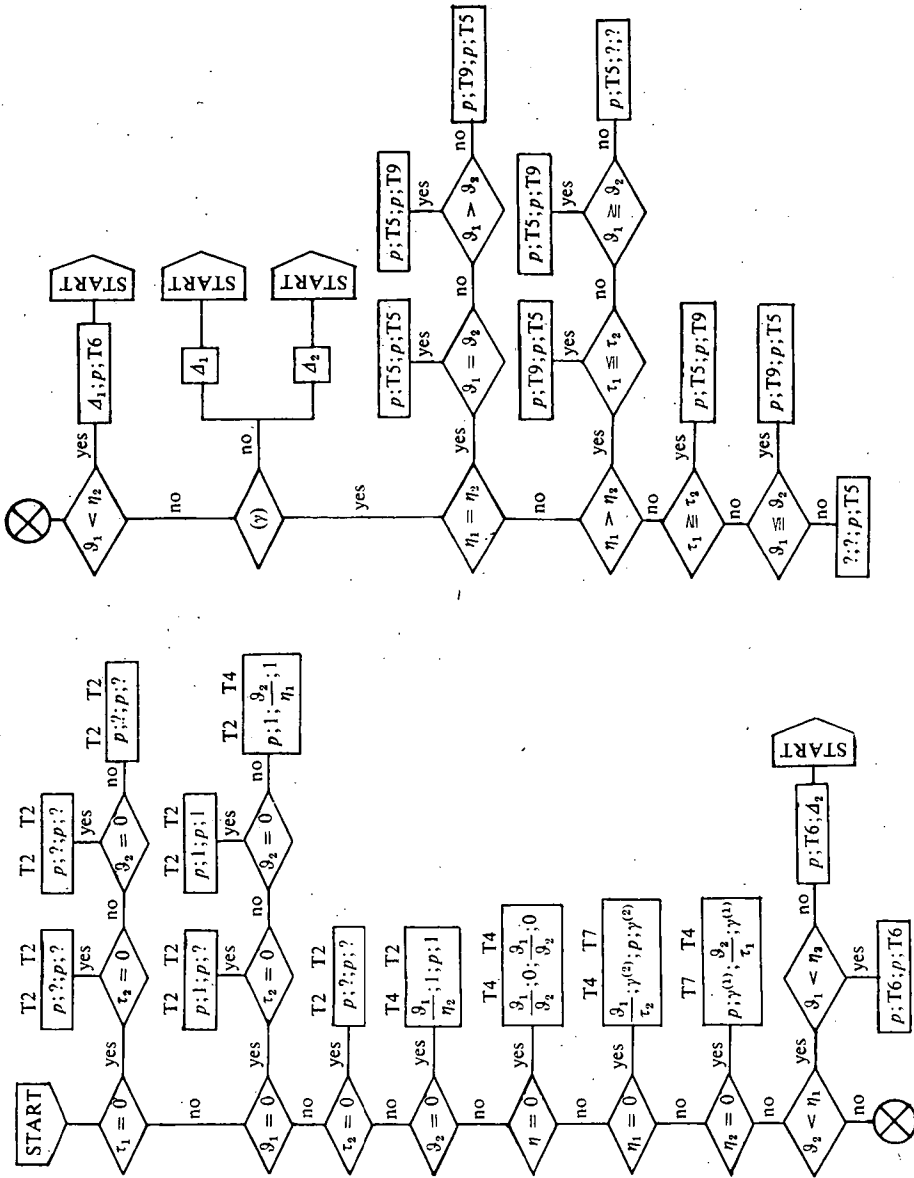 START
τ₁ = 0
yes
τ₂ = 0
yes
T2 T2
p;?;p;?
no
ϑ₂ = 0
yes
T2 T2
p;?;p;?
no
T2 T2
p;?;p;?
no
ϑ₁ = 0
yes
τ₂ = 0
yes
T2 T2
p;1;p;?
no
ϑ₂ = 0
yes
T2 T2
p;1;p;1
no
T2 T4
p;1;ϑ₂/η₁;1
no
τ₂ = 0
yes
T2 T2
p;?;p;?
no
ϑ₂ = 0
yes
T4 T2
ϑ₁/η₂;1;p;1
no
η = 0
yes
T4 T4
ϑ₁/ϑ₂;0;ϑ₁/ϑ₂;0
no
η₁ = 0
yes
T4 T7
ϑ₁/τ₂;γ⁽²⁾;p;γ⁽²⁾
no
η₂ = 0
yes
T7 T4
p;γ⁽¹⁾;ϑ₂/τ₁;γ⁽¹⁾
no
ϑ₂ < η₁
yes
ϑ₁ < η₂
no
p;T6;Δ₂
START
yes
p;T6;p;T6
no
ϑ₁ < η₂
yes
Δ₁;p;T6
START
no
(γ)
no
Δ₁
START
Δ₂
START
yes
η₁ = η₂
yes
ϑ₁ = ϑ₂
yes
p;T5;p;T5
no
ϑ₁ > ϑ₂
yes
p;T5;p;T9
no
p;T9;p;T5
no
η₁ > η₂
yes
τ₁ ≦ τ₂
yes
p;T9;p;T5
no
ϑ₁ ≧ ϑ₂
yes
p;T5;p;T9
no
p;T5;?;?
no
τ₁ ≧ τ₂
yes
p;T5;p;T9
no
ϑ₁ ≦ ϑ₂
yes
p;T9;p;T5
no
?;?;p;T5